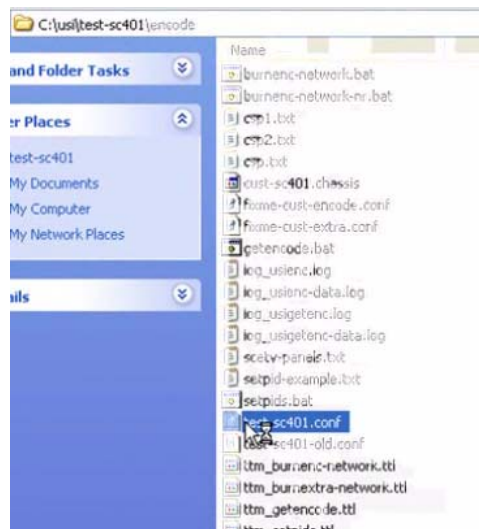 C:\usi\test-sc401\encode
Name
and Folder Tasks
burnenc-network.bat
burnenc-network-nr.bat
er Places
csp1.txt
csp2.txt
csp.txt
test-sc401
cust-sc401.chassis
My Documents
fixme-cust-encode.conf
My Computer
fixme-cust-extra.conf
My Network Places
getencode.bat
log_usienc.log
log_usienc-data.log
ails
log_usigetenc.log
log_usigetenc-data.log
scetv-panels.txt
setpid-example.txt
setpids.bat
test-sc401.conf
test-sc401-old.conf
ttm_burnenc-network.ttl
ttm_burnextra-network.ttl
ttm_getencode.ttl
ttm_setpids.ttl